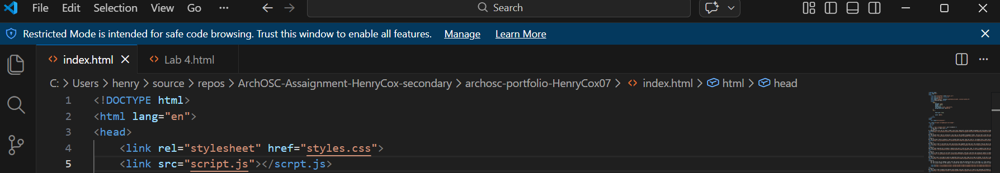 File Edit Selection View Go ··· Search
Restricted Mode is intended for safe code browsing. Trust this window to enable all features. Manage Learn More
index.html Lab 4.html
C: > Users > henry > source > repos > ArchOSC-Assaignment-HenryCox-secondary > archosc-portfolio-HenryCox07 > index.html > html > head
1 <!DOCTYPE html>
2 <html lang="en">
3 <head>
4 <link rel="stylesheet" href="styles.css">
5 <link src="script.js"></scrpt.js>